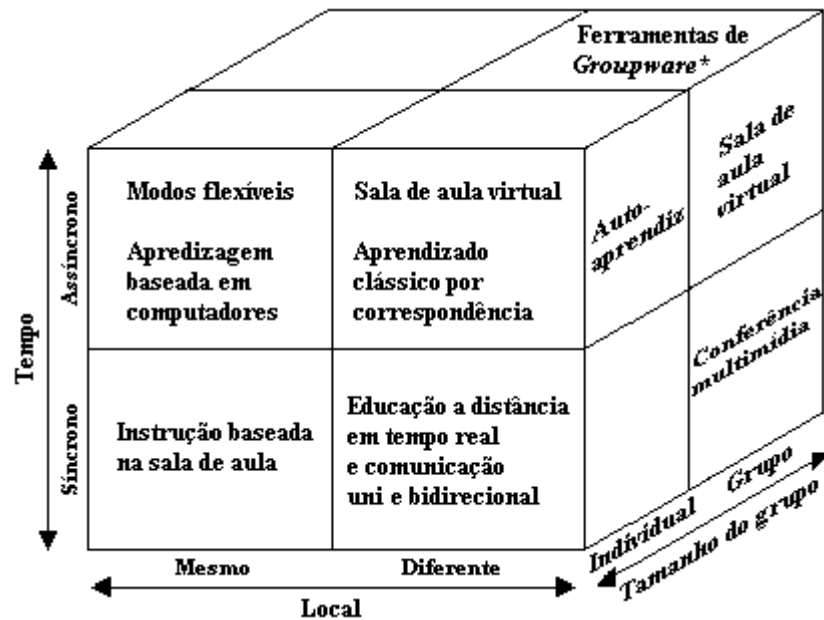 Ferramentas de
Groupware*
Modos flexíveis
Apredizagem
baseada em
computadores
Sala de aula virtual
Aprendizado
clássico por
correspondência
Auto-
aprendiz
Sala de
aula
virtual
Instrução baseada
na sala de aula
Educação a distância
em tempo real
e comunicação
uni e bidirecional
Conferência
multimídia
Tempo
Assíncrono
Síncrono
Mesmo
Diferente
Local
Individual
Grupo
Tamanho do grupo